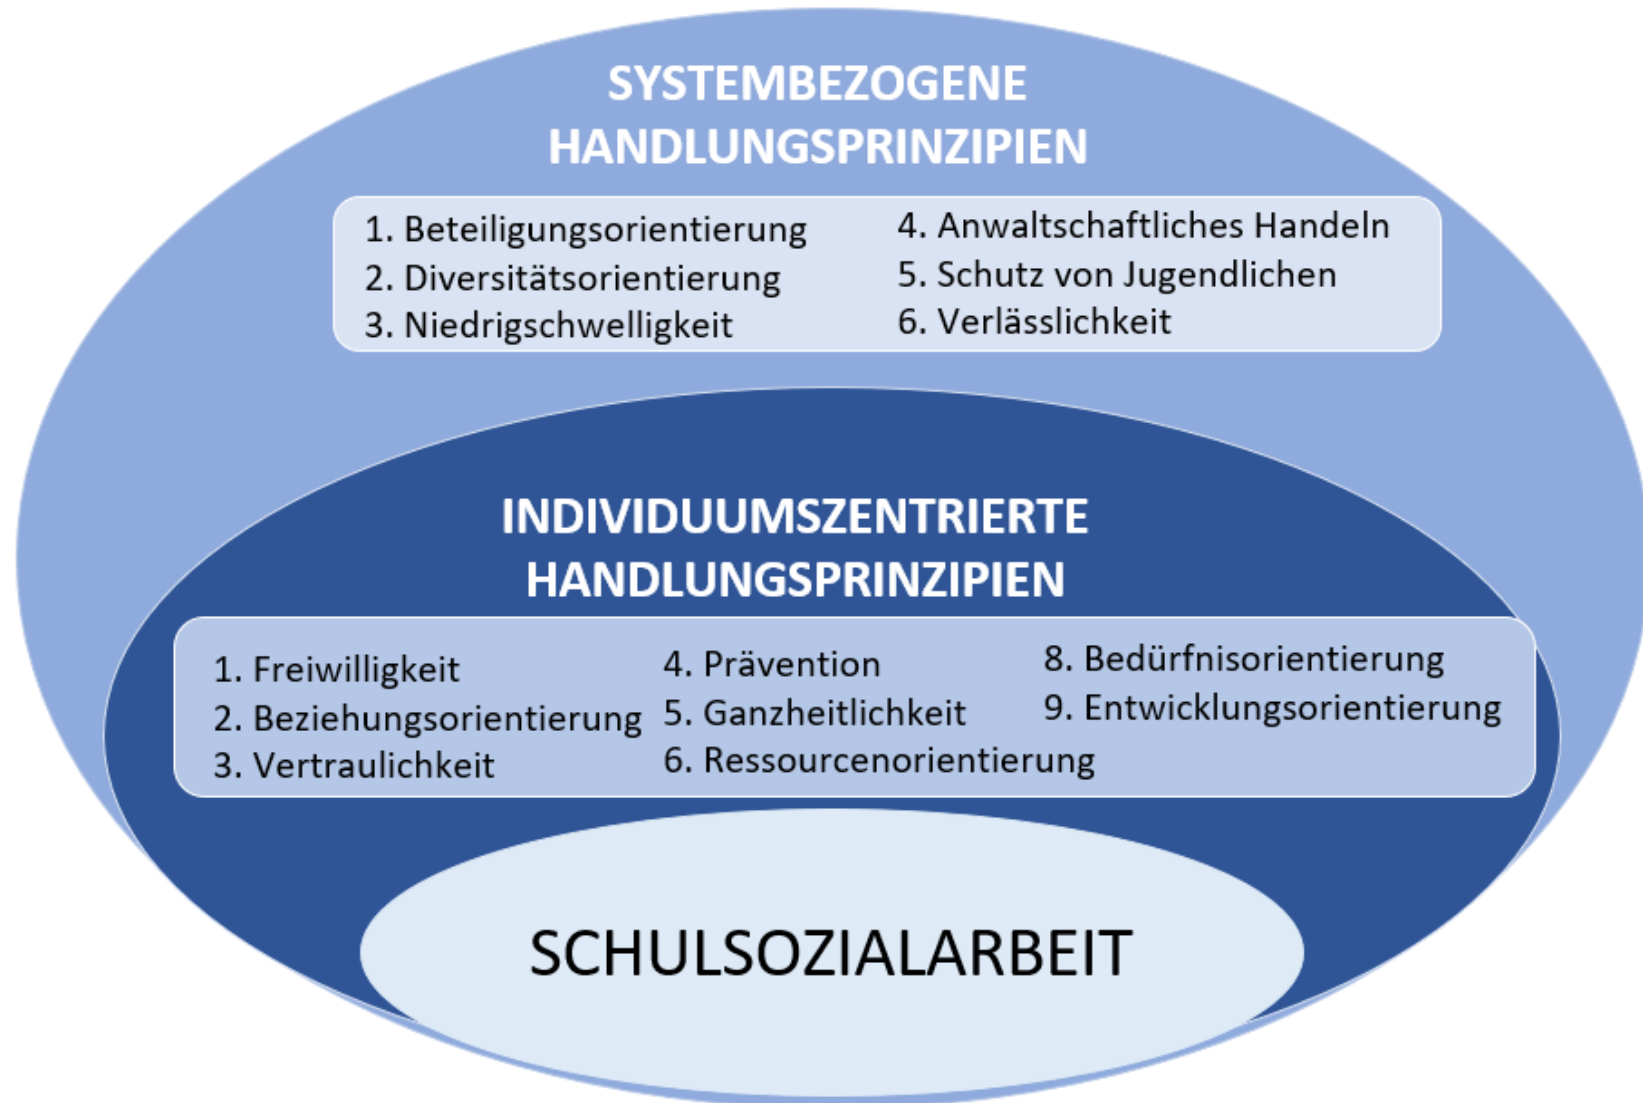 SYSTEMBEZOGENE
HANDLUNGSPRINZIPIEN
1. Beteiligungsorientierung
2. Diversitätsorientierung
3. Niedrigschwelligkeit
4. Anwaltschaftliches Handeln
5. Schutz von Jugendlichen
6. Verlässlichkeit
INDIVIDUUMSZENTRIERTE
HANDLUNGSPRINZIPIEN
1. Freiwilligkeit
2. Beziehungsorientierung
3. Vertraulichkeit
4. Prävention
5. Ganzheitlichkeit
6. Ressourcenorientierung
8. Bedürfnisorientierung
9. Entwicklungsorientierung
SCHULSOZIALARBEIT